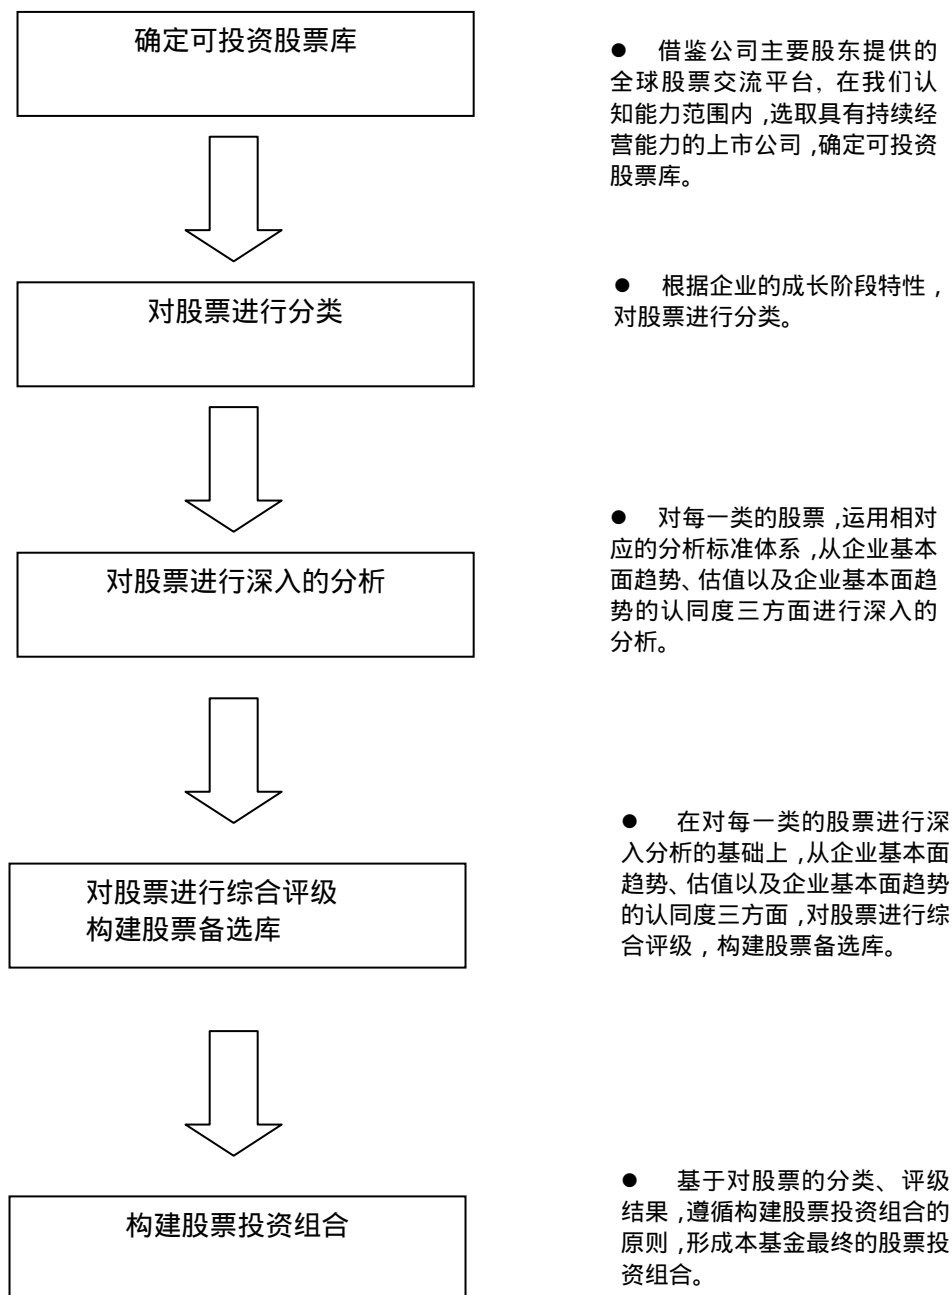 确定可投资股票库
● 借鉴公司主要股东提供的
全球股票交流平台, 在我们认
知能力范围内,选取具有持续经
营能力的上市公司,确定可投资
股票库。
对股票进行分类
● 根据企业的成长阶段特性,
对股票进行分类。
对股票进行深入的分析
● 对每一类的股票,运用相对
应的分析标准体系,从企业基本
面趋势、估值以及企业基本面趋
势的认同度三方面进行深入的
分析。
对股票进行综合评级
构建股票备选库
● 在对每一类的股票进行深
入分析的基础上,从企业基本面
趋势、估值以及企业基本面趋势
的认同度三方面,对股票进行综
合评级,构建股票备选库。
构建股票投资组合
● 基于对股票的分类、评级
结果,遵循构建股票投资组合的
原则,形成本基金最终的股票投
资组合。